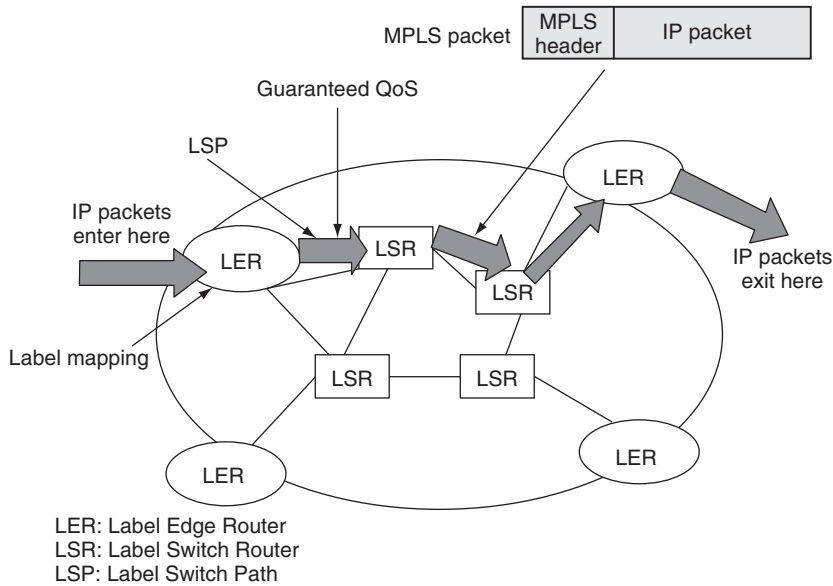 MPLS packet
MPLS
header
IP packet
Guaranteed QoS
LSP
IP packets
enter here
LER
LSR
LSR
LER
IP packets
exit here
Label mapping
LSR
LSR
LER
LER
LER: Label Edge Router
LSR: Label Switch Router
LSP: Label Switch Path